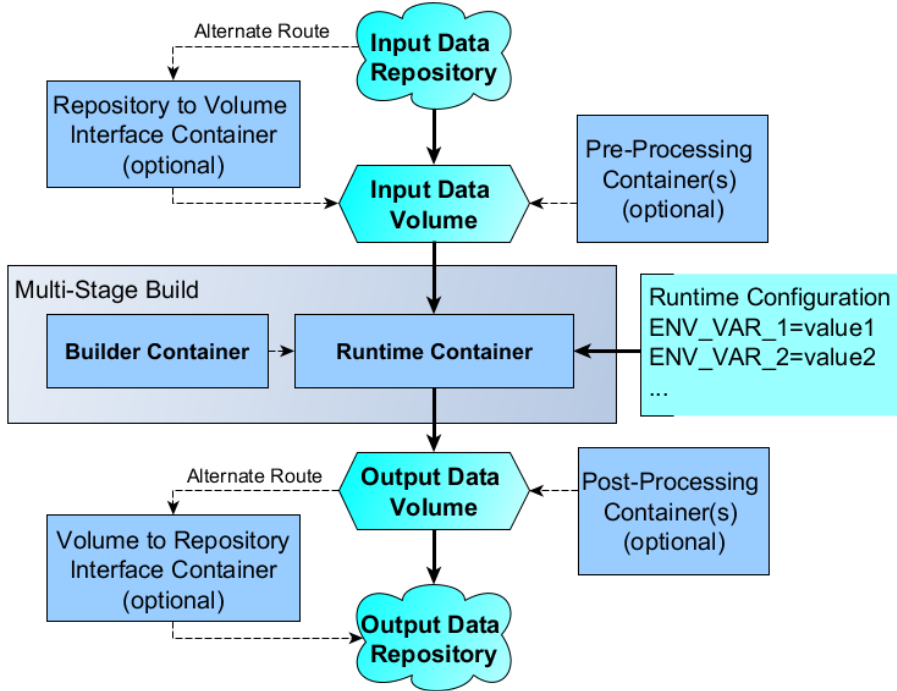 Alternate Route
Input Data
Repository
Repository to Volume
Interface Container
(optional)
Pre-Processing
Container(s)
(optional)
Input Data
Volume
Multi-Stage Build
Builder Container
Runtime Container
Runtime Configuration
ENV_VAR_1=value1
ENV_VAR_2=value2
...
Alternate Route
Output Data
Volume
Post-Processing
Container(s)
(optional)
Volume to Repository
Interface Container
(optional)
Output Data
Repository